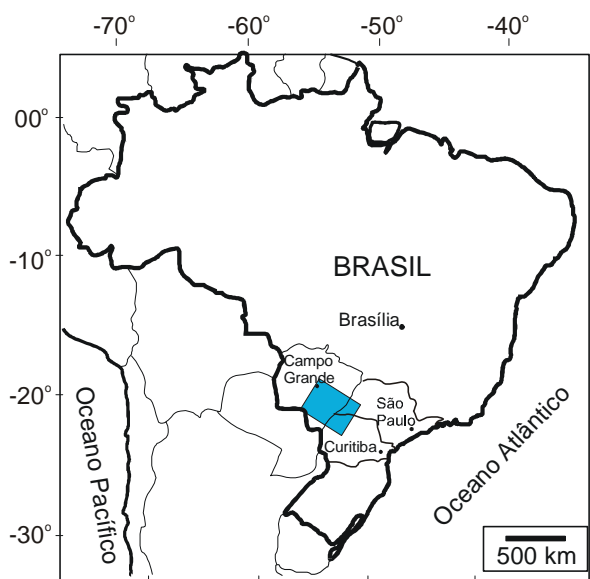 -70° -60° -50° -40°
00°
-10°
BRASIL
Brasília
Campo
Grande
-20°
São
Paulo
Curitiba
Oceano Pacífico
Oceano Atlântico
-30°
500 km